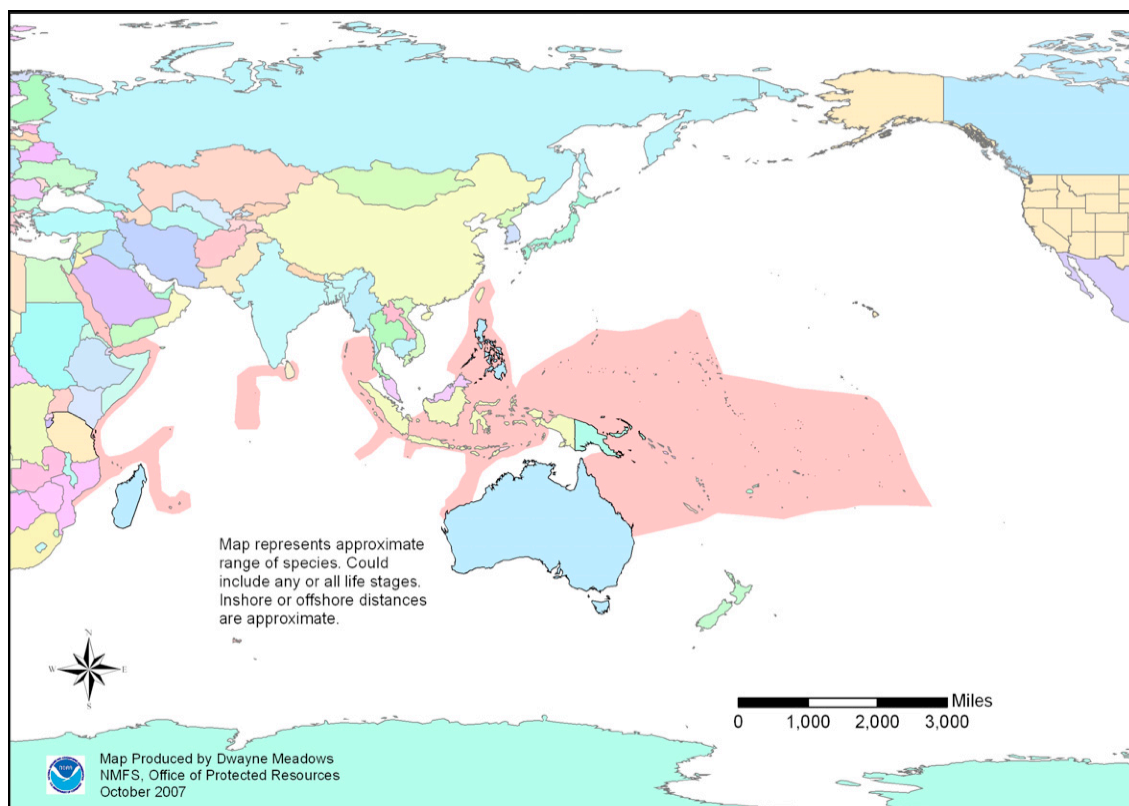 Map represents approximate
range of species. Could
include any or all life stages.
Inshore or offshore distances
are approximate.
N
W E
S
Miles
0 1,000 2,000 3,000
noaa
Map Produced by Dwayne Meadows
NMFS, Office of Protected Resources
October 2007